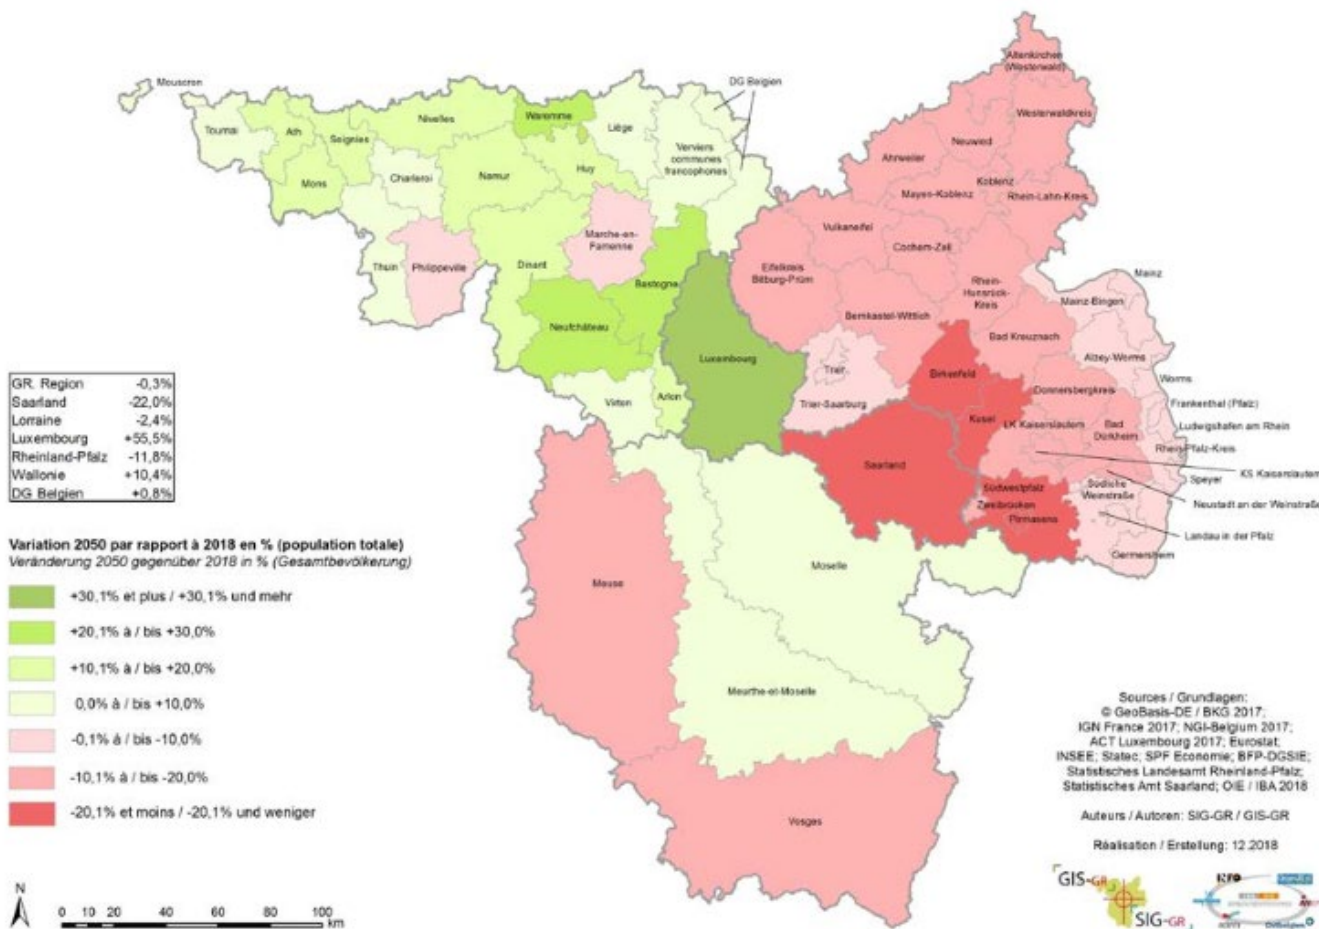 Mouscron
Tournai
Ath
Soignies
Nivelles
Waremme
Liège
DG Belgien
Verviers
communes
francophones
Mons
Charleroi
Namur
Huy
Thuin
Philippeville
Dinant
Marche-en-
Famenne
Bastogne
Neufchâteau
Virton
Arlon
Luxembourg
Altenkirchen
(Westerwald)
Westerwaldkreis
Neuwied
Ahrweiler
Koblenz
Mayen-Koblenz
Rhein-Lahn-Kreis
Vulkaneifel
Cochem-Zell
Eifelkreis
Bitburg-Prüm
Rhein-
Hunsrück-
Kreis
Bernkastel-Wittlich
Mainz
Mainz-Bingen
Bad Kreuznach
Alzey-Worms
Trier
Trier-Saarburg
Birkenfeld
Donnersbergkreis
Worms
Frankenthal (Pfalz)
Kusel
LK Kaiserslautern
Bad
Dürkheim
Ludwigshafen am Rhein
Rhein-Pfalz-Kreis
KS Kaiserslautern
Saarland
Südwestpfalz
Südliche
Weinstraße
Speyer
Neustadt an der Weinstraße
Zweibrücken
Pirmasens
Landau in der Pfalz
Germersheim
Moselle
Meuse
Meurthe-et-Moselle
Vosges
GR. Region -0,3%
Saarland -22,0%
Lorraine -2,4%
Luxembourg +55,5%
Rheinland-Pfalz -11,8%
Wallonie +10,4%
DG Belgien +0,8%
Variation 2050 par rapport à 2018 en % (population totale)
Veränderung 2050 gegenüber 2018 in % (Gesamtbevölkerung)
+30,1% et plus / +30,1% und mehr
+20,1% à / bis +30,0%
+10,1% à / bis +20,0%
0,0% à / bis +10,0%
-0,1% à / bis -10,0%
-10,1% à / bis -20,0%
-20,1% et moins / -20,1% und weniger
N
0 10 20 40 60 80 100
km
Sources / Grundlagen:
© GeoBasis-DE / BKG 2017;
IGN France 2017; NGI-Belgium 2017;
ACT Luxembourg 2017; Eurostat;
INSEE; Statec; SPF Economie; BFP-DGSIE;
Statistisches Landesamt Rheinland-Pfalz;
Statistisches Amt Saarland; OIE / IBA 2018
Auteurs / Autoren: SIG-GR / GIS-GR
Réalisation / Erstellung: 12.2018
GIS-GR
SIG-GR